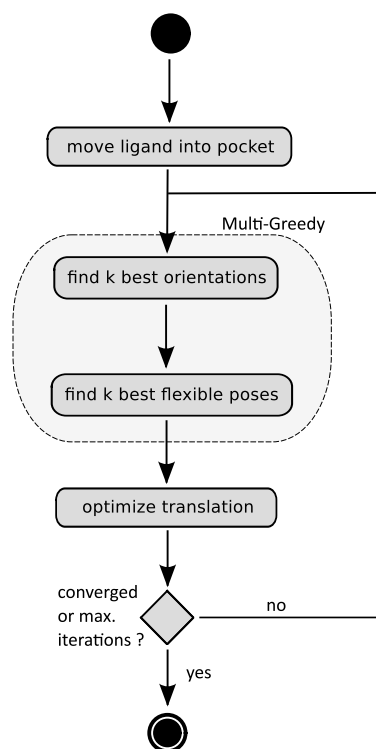 move ligand into pocket
Multi-Greedy
find k best orientations
find k best flexible poses
optimize translation
converged
or max.
iterations ?
no
yes